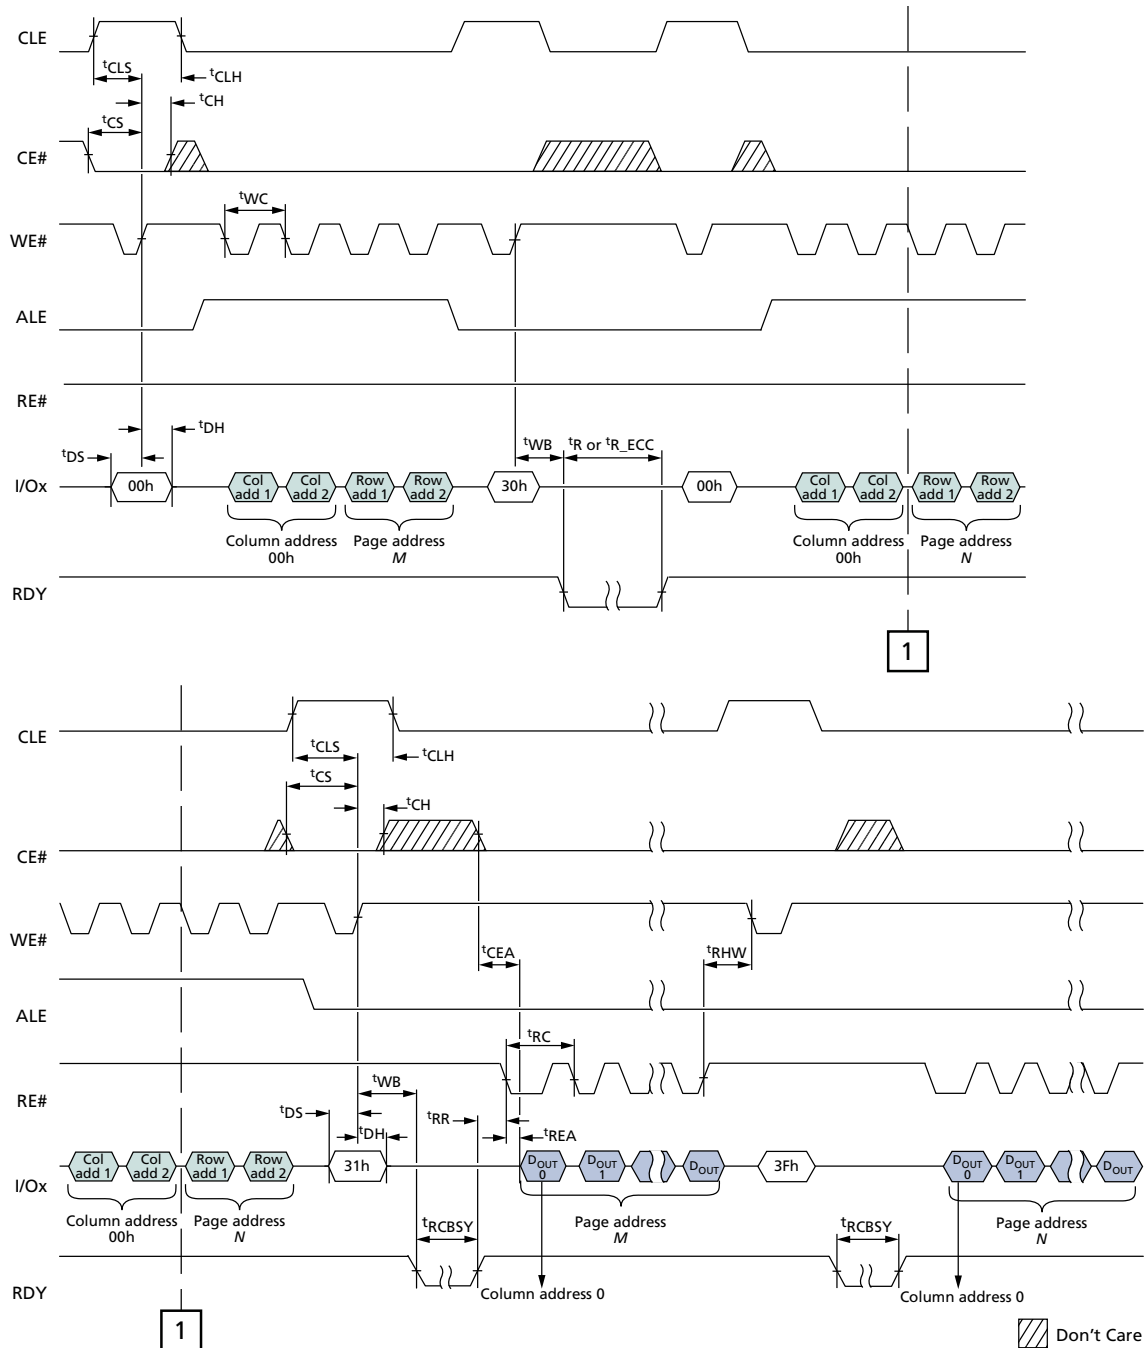 CLE
tCLS
tCLH
tCH
tCS
CE#
tWC
WE#
ALE
RE#
tDH
tDS
tWB
tR or tR_ECC
I/Ox
00h
Col add 1
Col add 2
Row add 1
Row add 2
30h
00h
Col add 1
Col add 2
Row add 1
Row add 2
Column address
00h
Page address
M
Column address
00h
Page address
N
RDY
1
CLE
tCLS
tCLH
tCS
tCH
CE#
WE#
tCEA
tRHW
ALE
tRC
RE#
tWB
tDS
tRR
tDH
tREA
I/Ox
Col add 1
Col add 2
Row add 1
Row add 2
31h
DOUT 0
DOUT 1
DOUT
3Fh
DOUT 0
DOUT 1
DOUT
Column address
00h
Page address
N
tRCBSY
Page address
M
tRCBSY
Page address
N
RDY
Column address 0
Column address 0
1
Don't Care